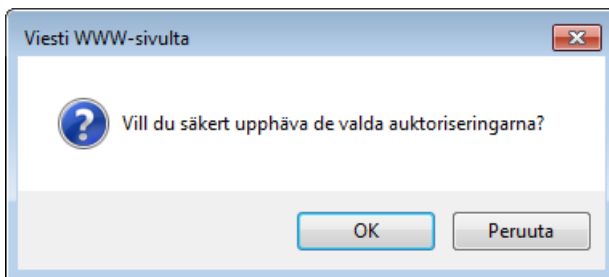 Viesti WWW-sivulta
Vill du säkert upphäva de valda auktoriseringarna?
OK
Peruuta